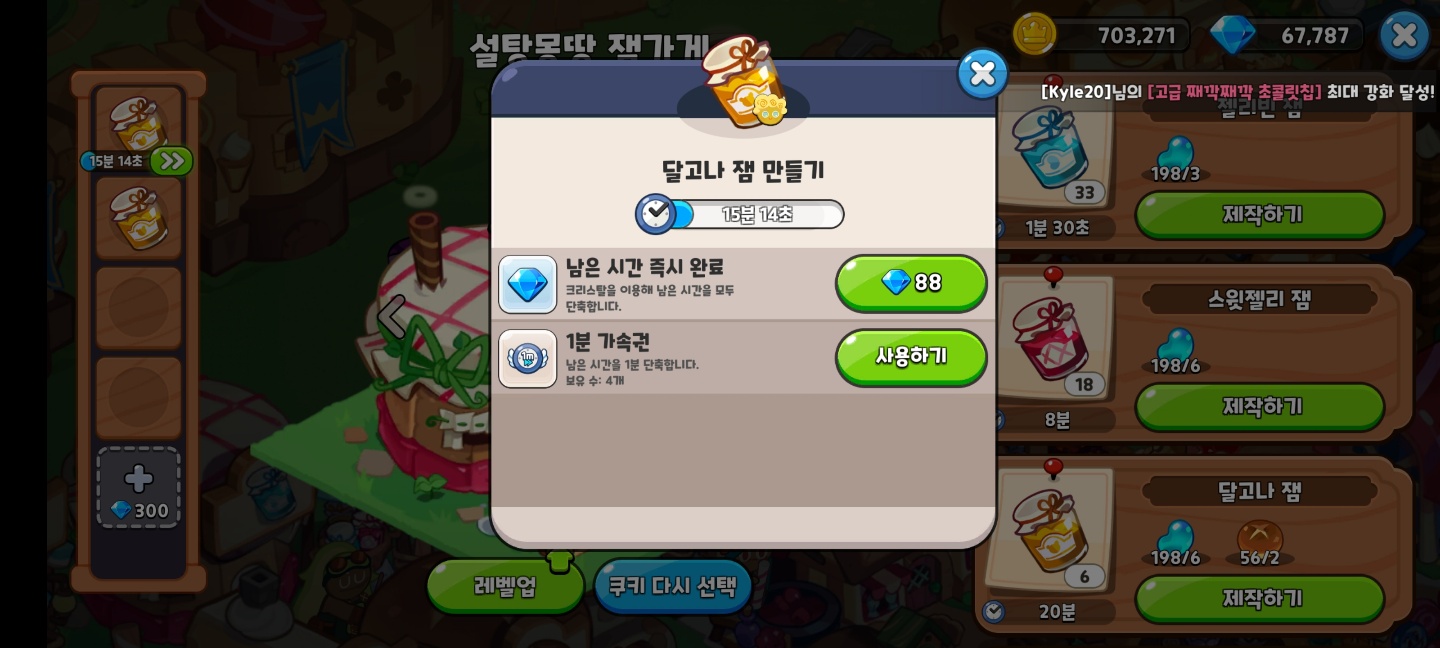 설탕몽땅 잼가게
703,271
67,787
[Kyle20]님의 [고급 째깍째깍 초콜릿칩] 최대 강화 달성!
15분 14초
300
달고나 잼 만들기
15분 14초
남은 시간 즉시 완료
크리스탈을 이용해 남은 시간을 모두
단축합니다.
88
1m
1분 가속권
남은 시간을 1분 단축합니다.
보유 수: 4개
사용하기
레벨업
쿠키 다시 선택
젤리빈 잼
33
198/3
1분 30초
제작하기
스윗젤리 잼
18
198/6
8분
제작하기
달고나 잼
6
198/6
56/2
20분
제작하기